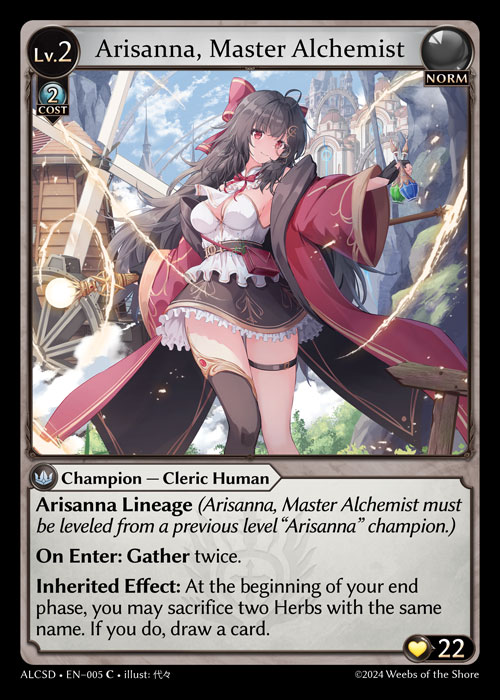 Lv.2
Arisanna, Master Alchemist
NORM
2
COST
Champion — Cleric Human
Arisanna Lineage (Arisanna, Master Alchemist must
be leveled from a previous level “Arisanna” champion.)
On Enter: Gather twice.
Inherited Effect: At the beginning of your end
phase, you may sacrifice two Herbs with the same
name. If you do, draw a card.
22
ALCSD • EN–005 C • illust: 代々
©2024 Weebs of the Shore